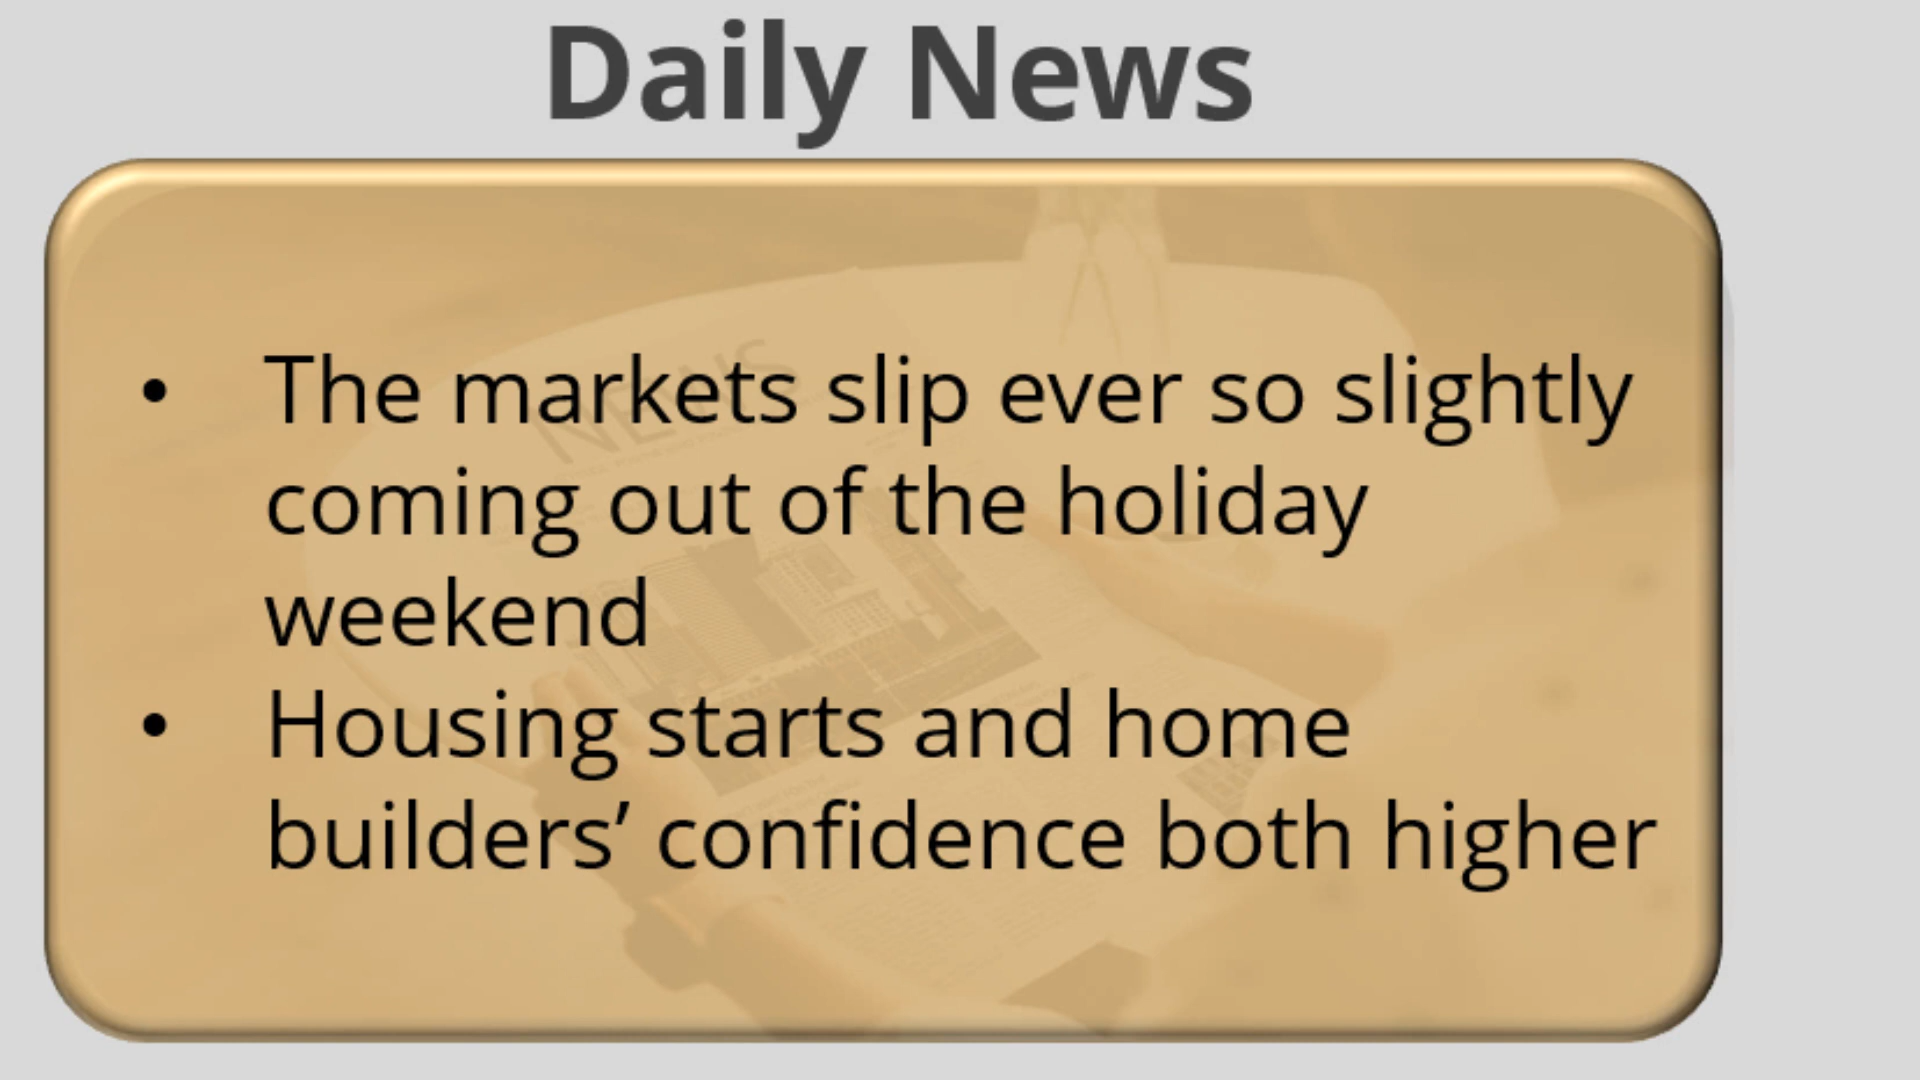 Daily News
• The markets slip ever so slightly
coming out of the holiday
weekend
• Housing starts and home
builders’ confidence both higher
NEWS